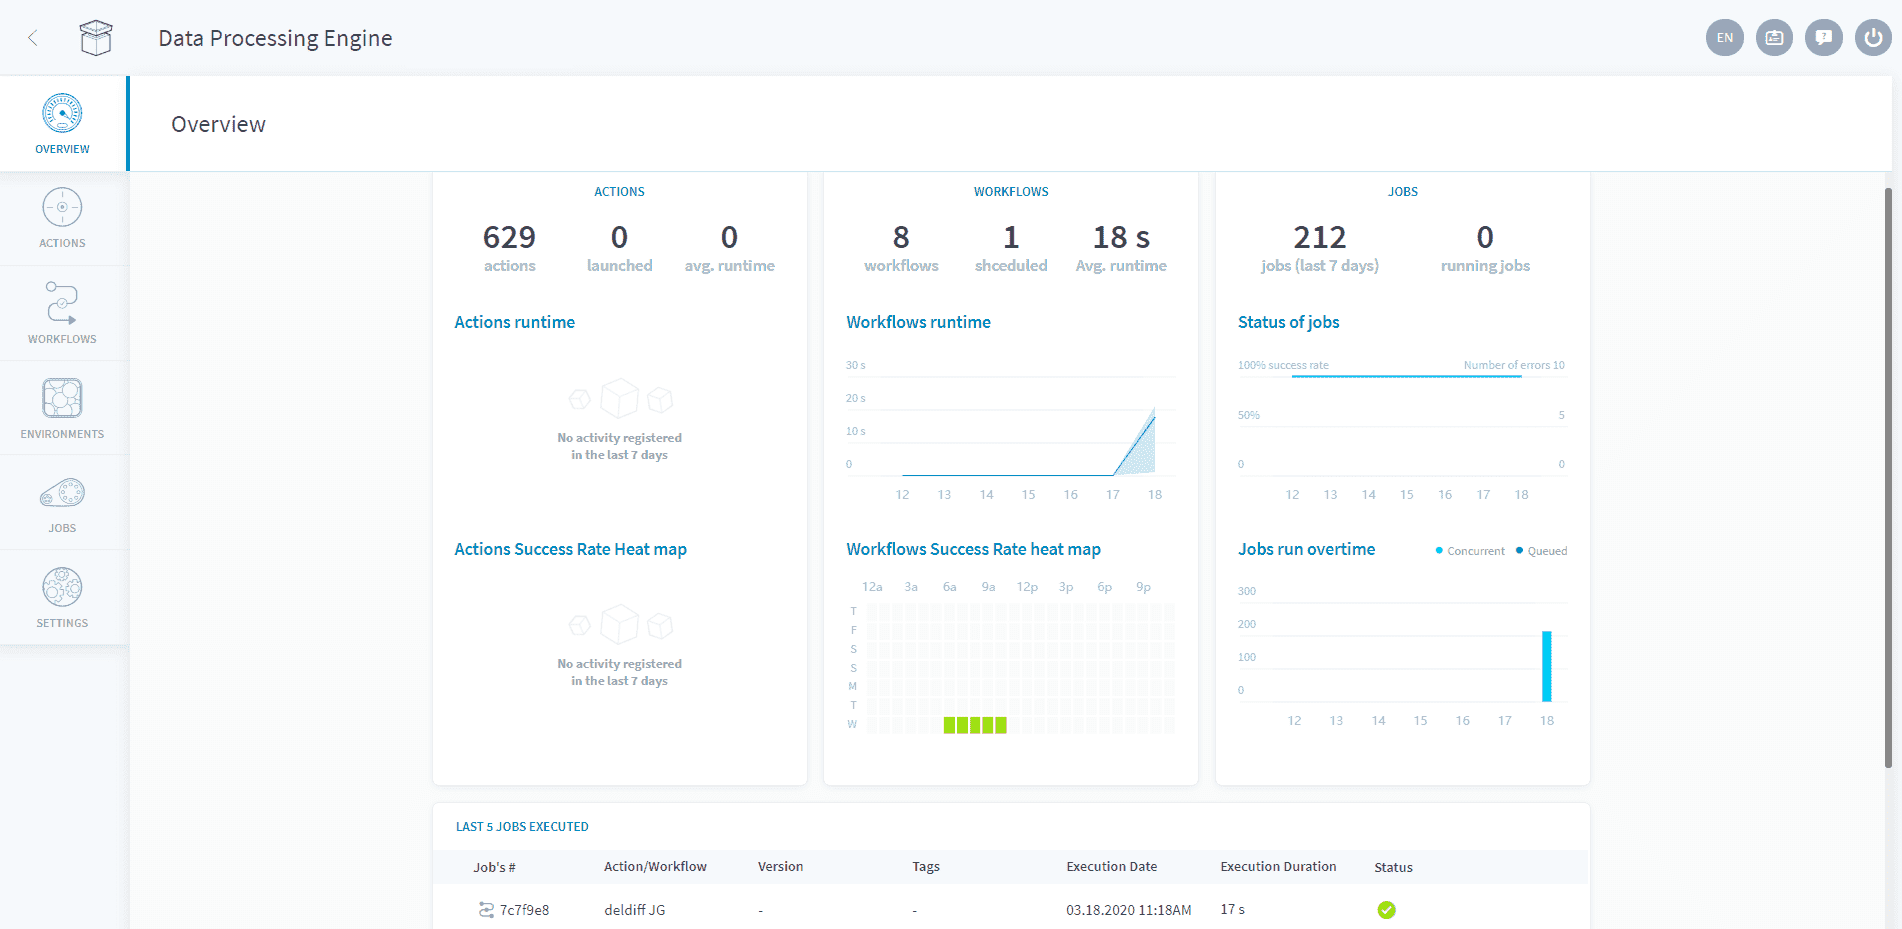 Data Processing Engine
EN
OVERVIEW
ACTIONS
WORKFLOWS
ENVIRONMENTS
JOBS
SETTINGS
Overview
ACTIONS
629 0 0
actions launched avg. runtime
Actions runtime
No activity registered
in the last 7 days
Actions Success Rate Heat map
No activity registered
in the last 7 days
WORKFLOWS
8 1 18 s
workflows shceduled Avg. runtime
Workflows runtime
30 s
20 s
10 s
0
12 13 14 15 16 17 18
Workflows Success Rate heat map
12a 3a 6a 9a 12p 3p 6p 9p
T
F
S
S
M
T
W
JOBS
212 0
jobs (last 7 days) running jobs
Status of jobs
100% success rate Number of errors 10
50% 5
0 0
12 13 14 15 16 17 18
Jobs run overtime Concurrent Queued
300
200
100
0
12 13 14 15 16 17 18
LAST 5 JOBS EXECUTED
Job's # Action/Workflow Version Tags Execution Date Execution Duration Status
7c7f9e8 deldiff JG - - 03.18.2020 11:18AM 17 s